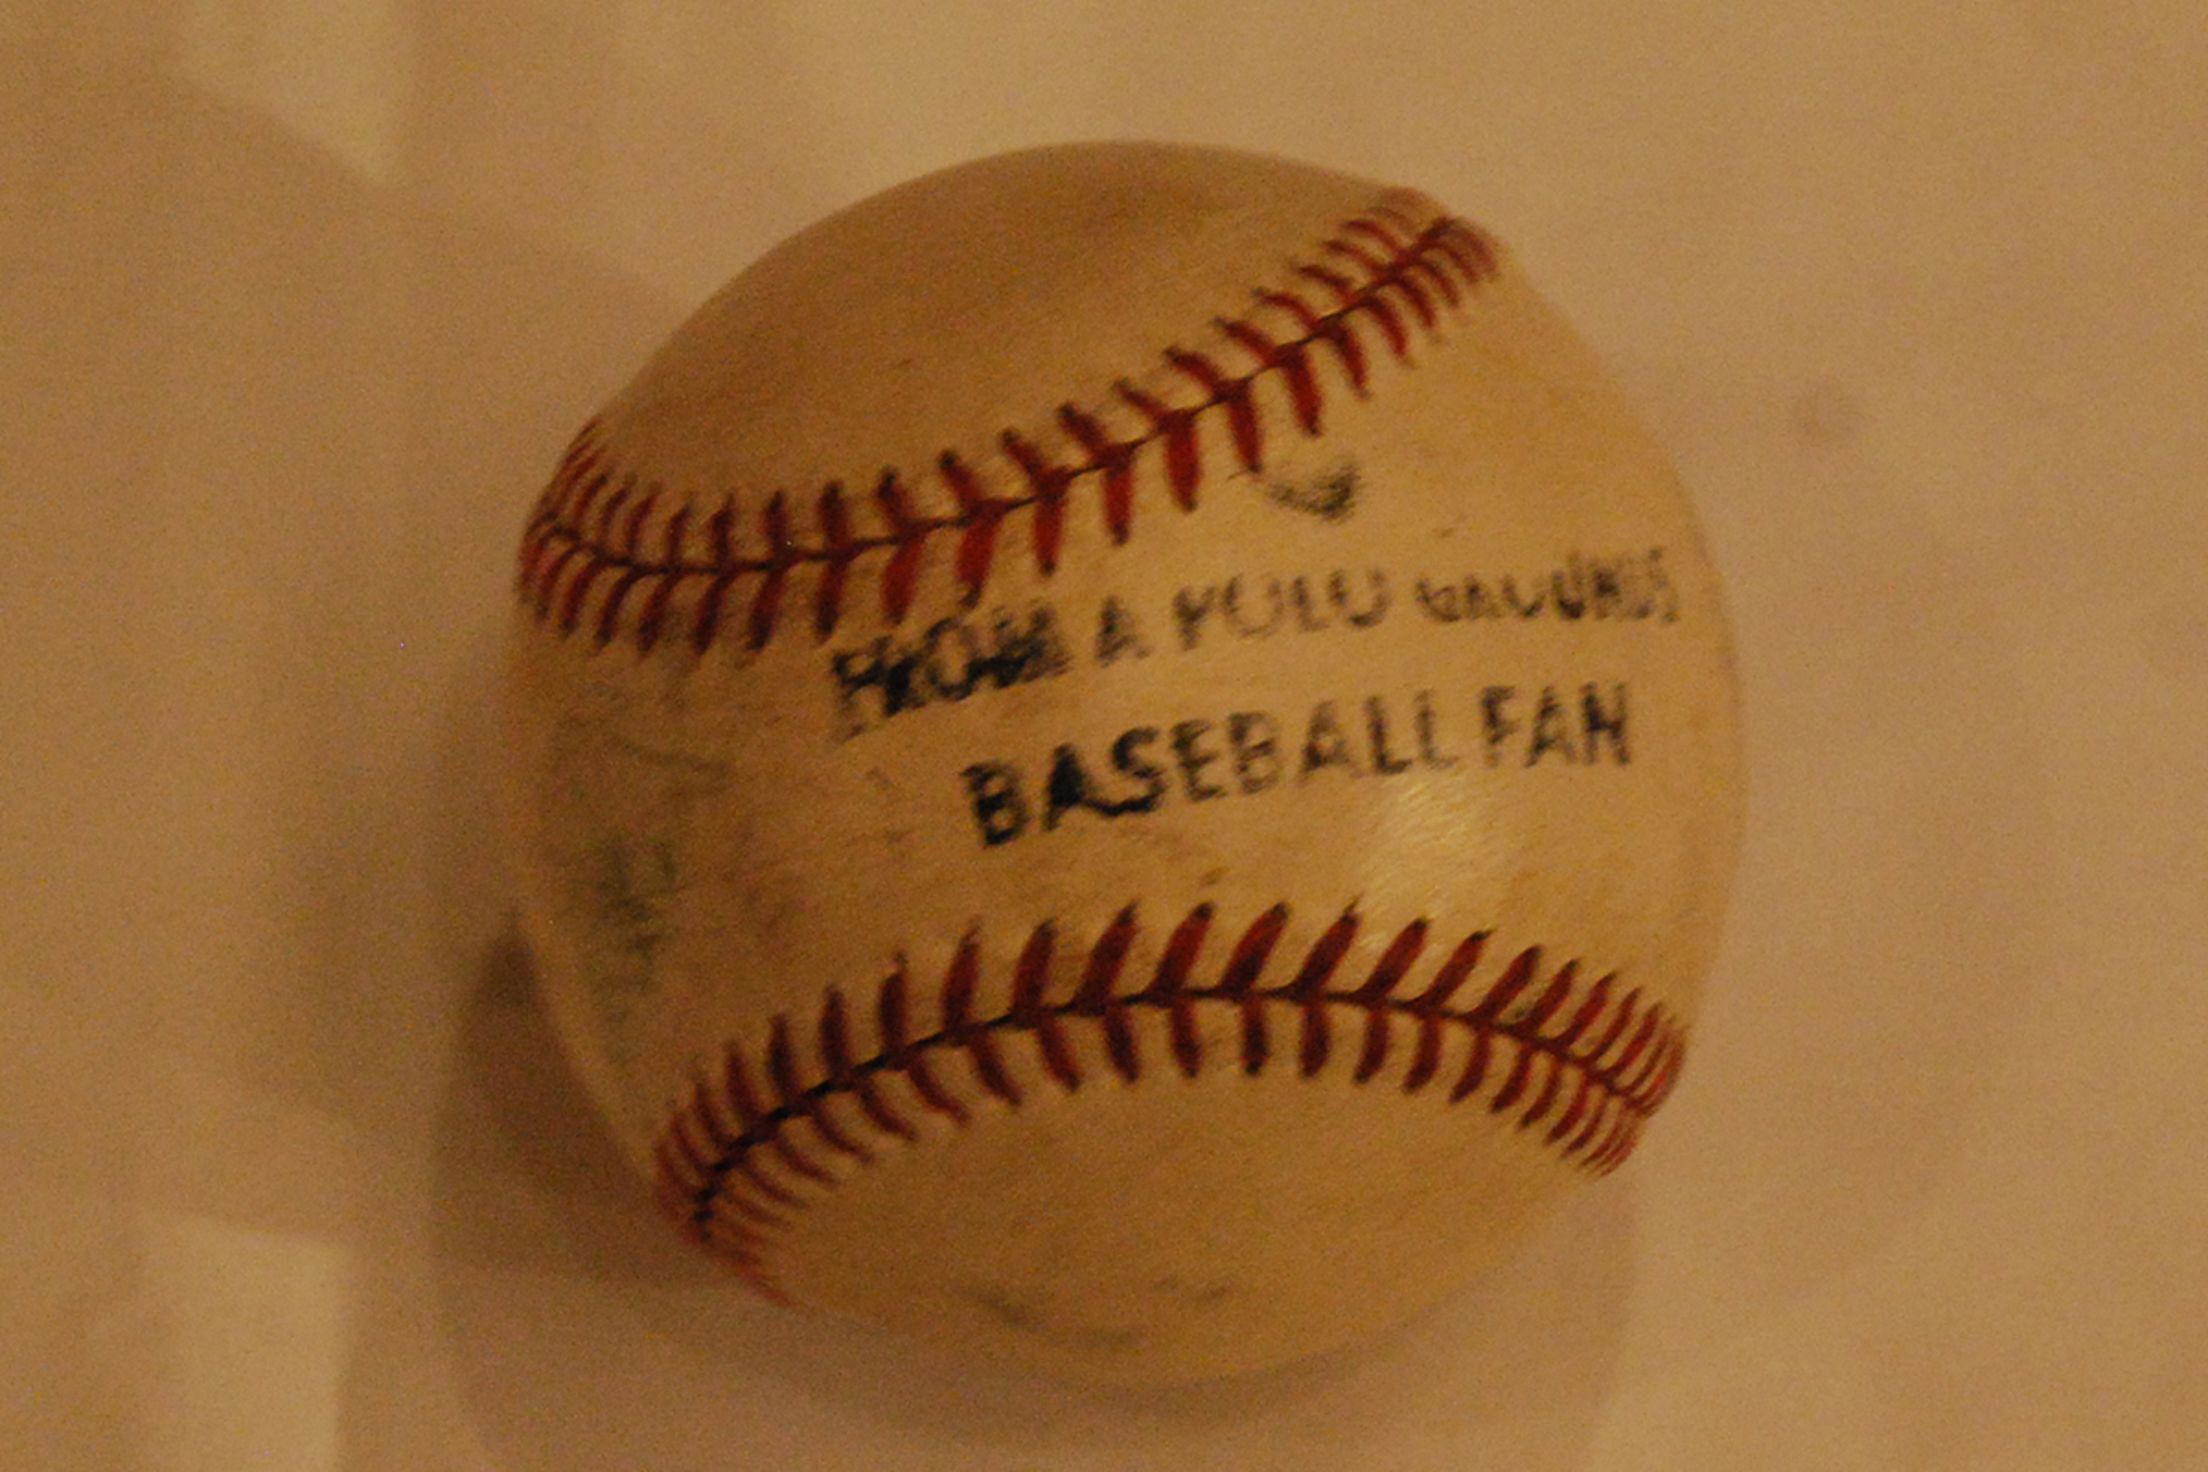 FROM A POLO GROUNDS
BASEBALL FAN